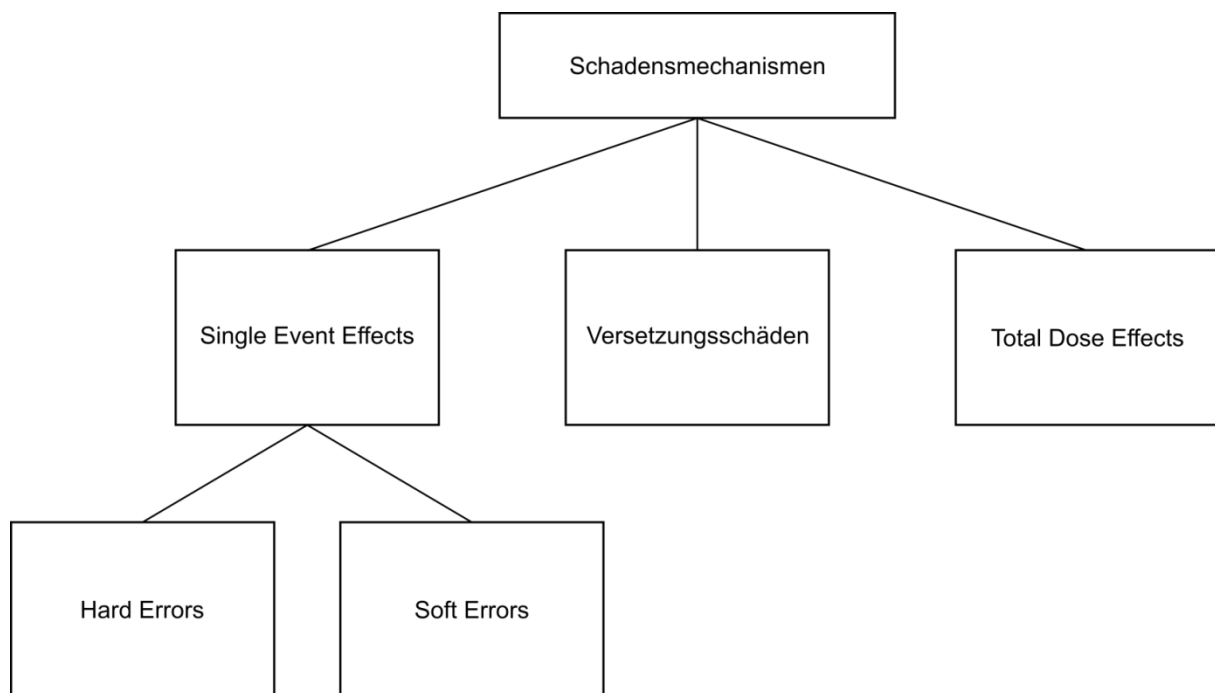 Schadensmechanismen
Single Event Effects
Versetzungsschäden
Total Dose Effects
Hard Errors
Soft Errors